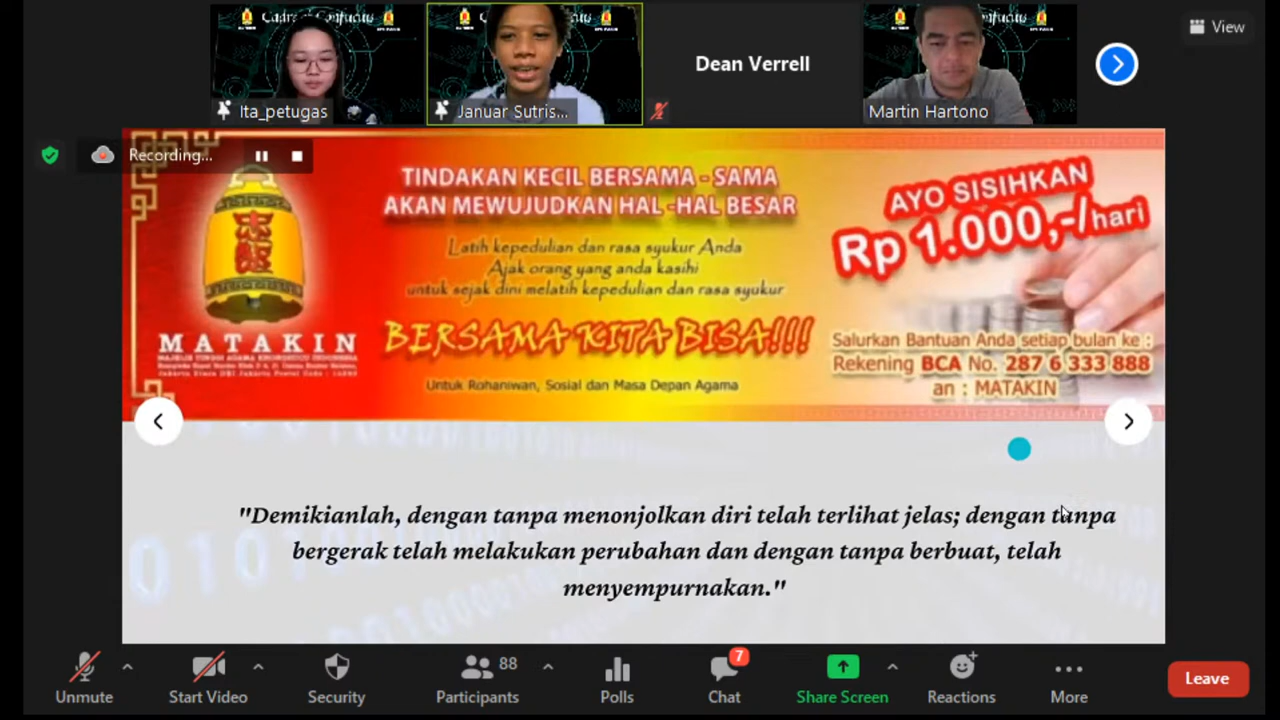 View
Ita_petugas
Januar Sutris...
Dean Verrell
Martin Hartono
Recording...
TINDAKAN KECIL BERSAMA - SAMA
AKAN MEWUJUDKAN HAL -HAL BESAR
Latih kepedulian dan rasa syukur Anda
Ajak orang yang anda kasihi
untuk sejak dini melatih kepedulian dan rasa syukur
BERSAMA KITA BISA!!!
Untuk Rohaniwan, Sosial dan Masa Depan Agama
AYO SISIHKAN
Rp 1.000,-/hari
Salurkan Bantuan Anda setiap bulan ke :
Rekening BCA No. 287 6 333 888
an : MATAKIN
MATAKIN
MAJELIS TINGGI AGAMA KHONGHUCU INDONESIA
"Demikianlah, dengan tanpa menonjolkan diri telah terlihat jelas; dengan tanpa
bergerak telah melakukan perubahan dan dengan tanpa berbuat, telah
menyempurnakan."
Unmute
Start Video
Security
88
Participants
Polls
7
Chat
Share Screen
Reactions
More
Leave